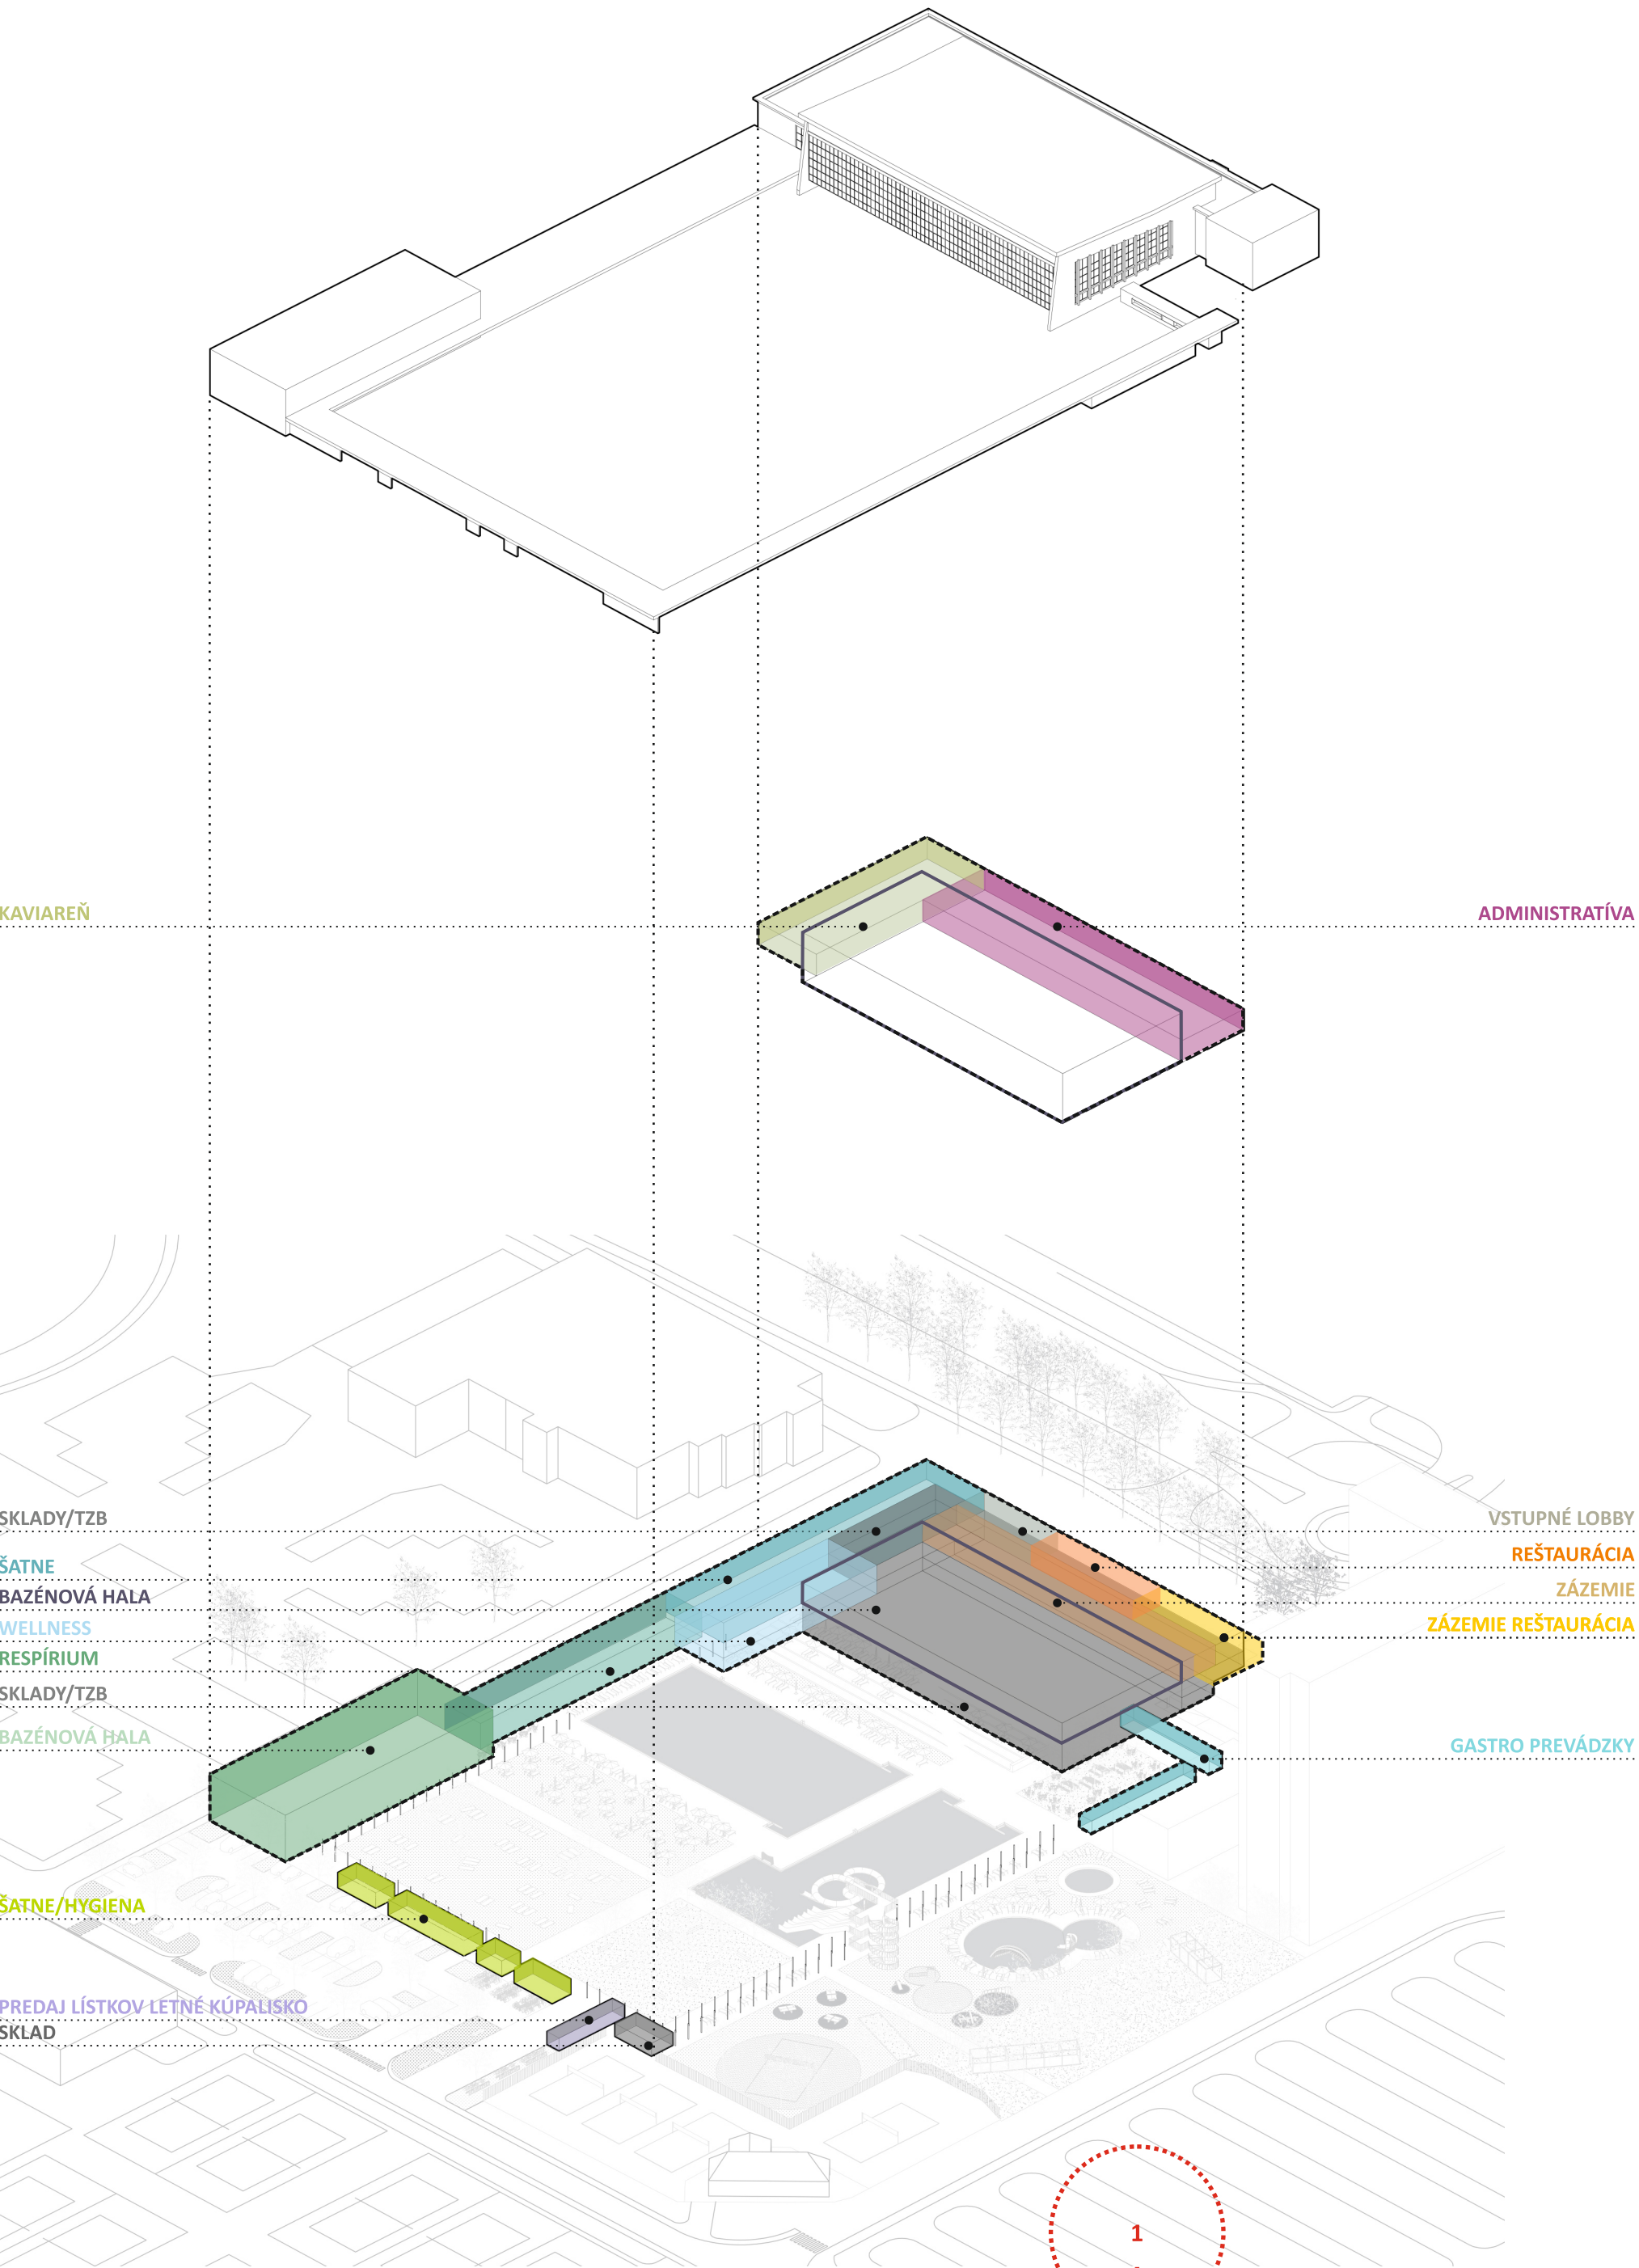 KAVIAREŇ
ADMINISTRATÍVA
SKLADY/TZB
VSTUPNÉ LOBBY
REŠTAURÁCIA
ŠATNE
ZÁZEMIE
BAZÉNOVÁ HALA
ZÁZEMIE REŠTAURÁCIA
WELLNESS
RESPÍRIUM
SKLADY/TZB
BAZÉNOVÁ HALA
GASTRO PREVÁDZKY
ŠATNE/HYGIENA
PREDAJ LÍSTKOV LETNÉ KÚPALISKO
SKLAD
1